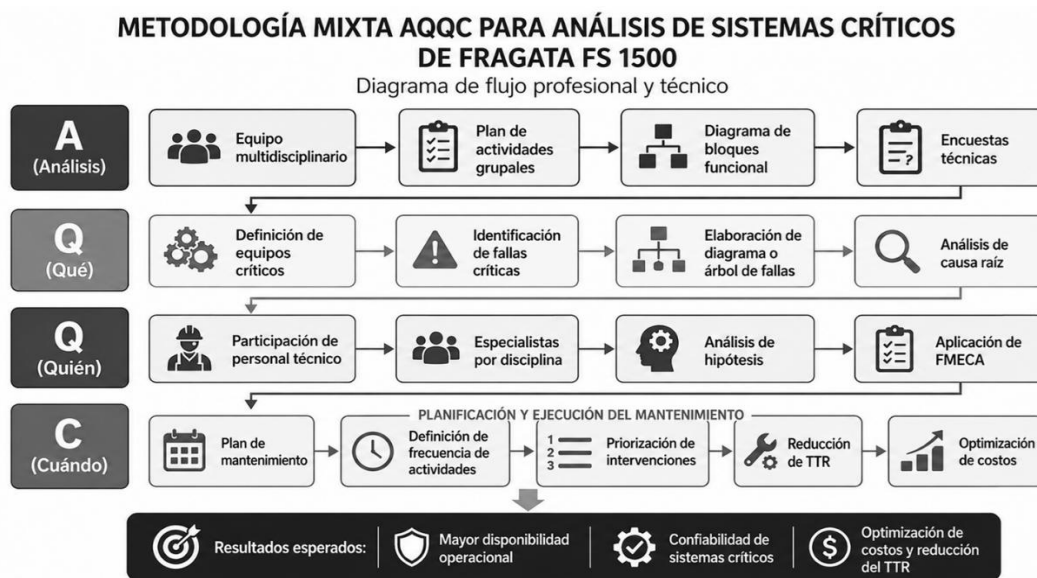 METODOLOGÍA MIXTA AQQC PARA ANÁLISIS DE SISTEMAS CRÍTICOS
DE FRAGATA FS 1500
Diagrama de flujo profesional y técnico
A
(Análisis)
Equipo
multidisciplinario
Plan de
actividades
grupales
Diagrama de
bloques
funcional
?
Encuestas
técnicas
Q
(Qué)
Definición de
equipos
críticos
Identificación
de fallas
críticas
Elaboración de
diagrama o
árbol de fallas
Análisis de
causa raíz
Q
(Quién)
Participación de
personal técnico
Especialistas
por disciplina
Análisis de
hipótesis
Aplicación de
FMECA
C
(Cuándo)
PLANIFICACIÓN Y EJECUCIÓN DEL MANTENIMIENTO
Plan de
mantenimiento
Definición de
frecuencia de
actividades
1
2
3
Priorización de
intervenciones
Reducción
de TTR
Optimización
de costos
Resultados esperados:
Mayor disponibilidad
operacional
Confiabilidad de
sistemas críticos
$
Optimización de
costos y reducción
del TTR